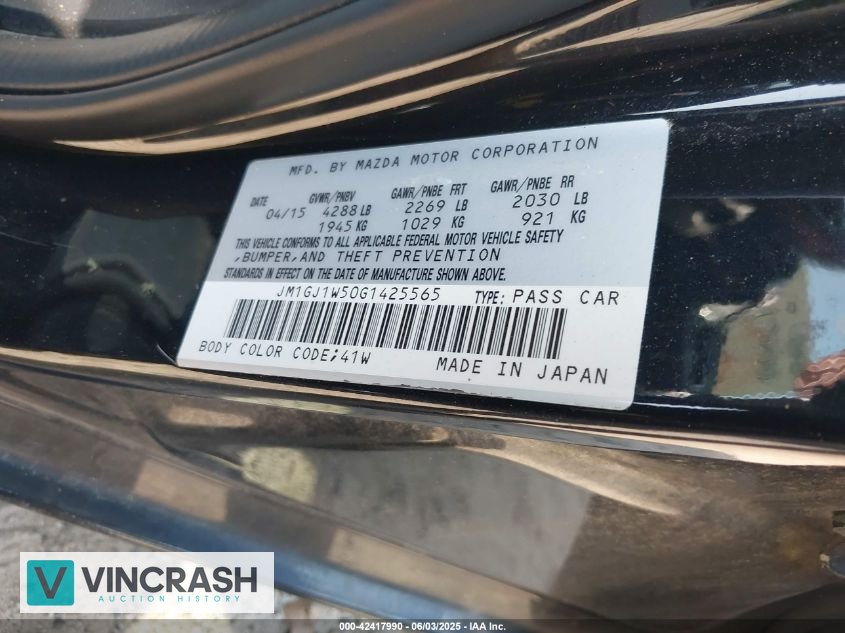 MFD. BY MAZDA MOTOR CORPORATION
DATE GVWR/PNBV GAWR/PNBE FRT GAWR/PNBE RR
04/15 4288 LB 2269 LB 2030 LB
1945 KG 1029 KG 921 KG
THIS VEHICLE CONFORMS TO ALL APPLICABLE FEDERAL MOTOR VEHICLE SAFETY
,BUMPER,AND THEFT PREVENTION
STANDARDS IN EFFECT ON THE DATE OF MANUFACTURE SHOWN ABOVE.
JM1GJ1W50G1425565 TYPE: PASS CAR
BODY COLOR CODE;41W MADE IN JAPAN
VINCRASH
AUCTION HISTORY
000-42417990 - 06/03/2025 - IAA Inc.